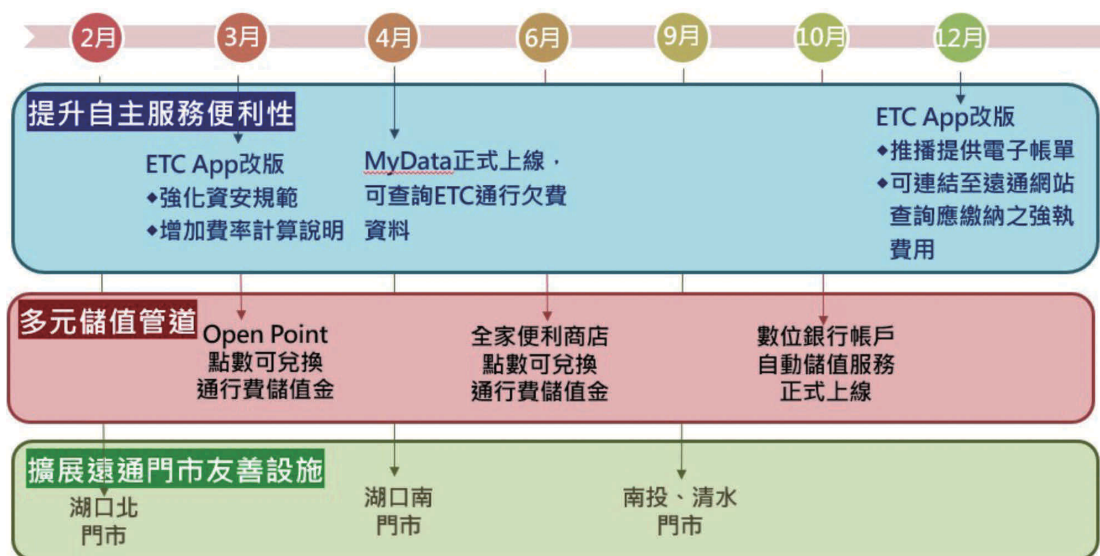 2月
3月
4月
6月
9月
10月
12月
提升自主服務便利性
ETC App改版
◆強化資安規範
◆增加費率計算說明
MyData正式上線，
可查詢ETC通行欠費
資料
ETC App改版
◆推播提供電子帳單
◆可連結至遠通網站
查詢應繳納之強執
費用
多元儲值管道
Open Point
點數可兌換
通行費儲值金
全家便利商店
點數可兌換
通行費儲值金
數位銀行帳戶
自動儲值服務
正式上線
擴展遠通門市友善設施
湖口北
門市
湖口南
門市
南投、清水
門市